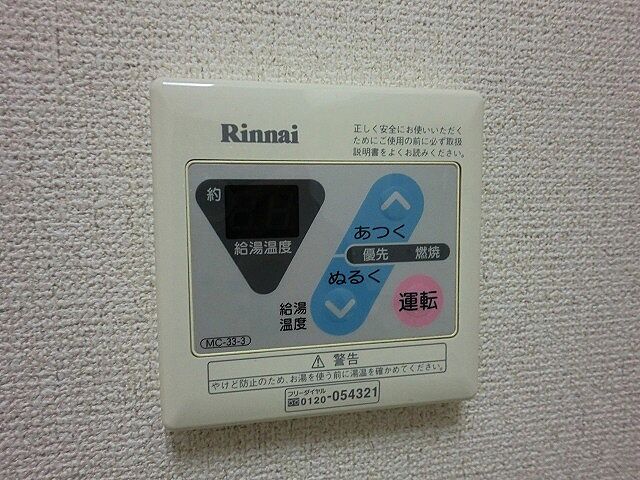 Rinnai
正しく安全にお使いいただく
ためにご使用の前に必ず取扱
説明書をよくお読みください。
約
給湯温度
あつく
優先 燃焼
ぬるく
給湯
温度
運転
MC-33-3
⚠警告
やけど防止のため、お湯を使う前に湯温を確かめてください。
フリーダイヤル
0120-054321